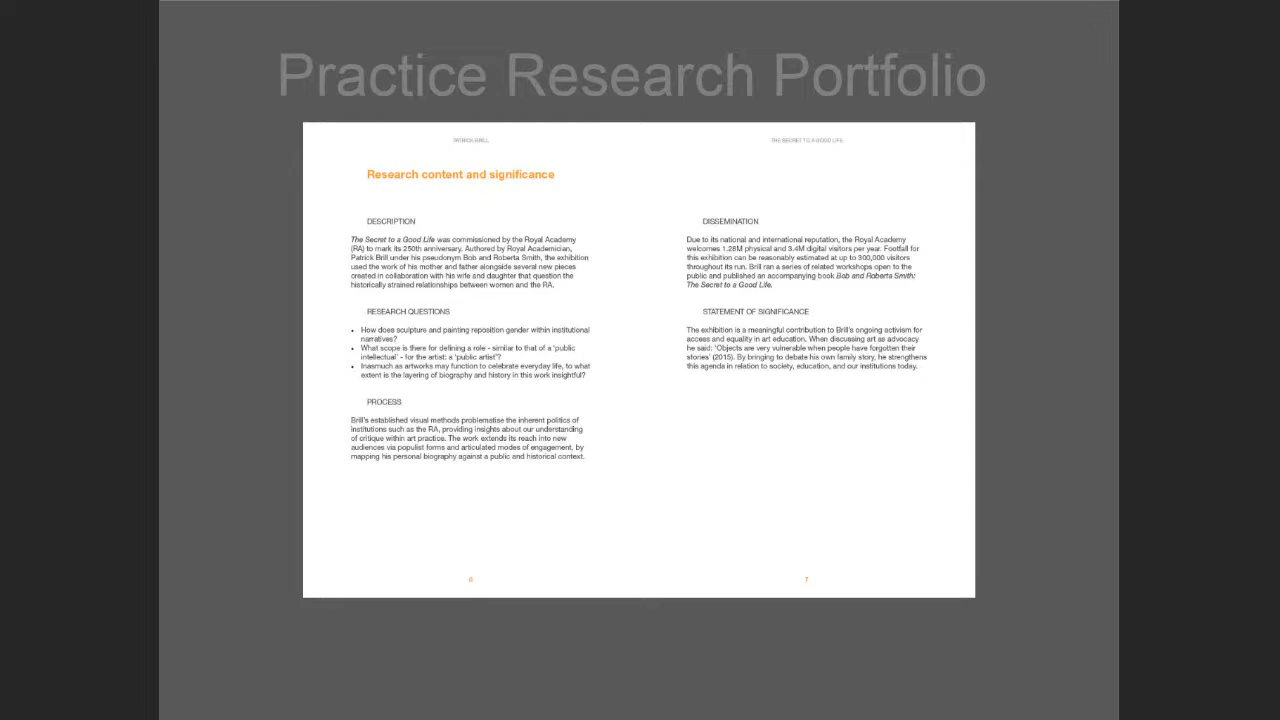 Practice Research Portfolio
PATRICK BRILL
THE SECRET TO A GOOD LIFE
Research content and significance
DESCRIPTION
The Secret to a Good Life was commissioned by the Royal Academy
(RA) to mark its 250th anniversary. Authored by Royal Academician,
Patrick Brill under his pseudonym Bob and Roberta Smith, the exhibition
used the work of his mother and father alongside several new pieces
created in collaboration with his wife and daughter that question the
historically strained relationships between women and the RA.
RESEARCH QUESTIONS
• How does sculpture and painting reposition gender within institutional
narratives?
• What scope is there for defining a role - similar to that of a 'public
intellectual' - for the artist: a 'public artist'?
• Inasmuch as artworks may function to celebrate everyday life, to what
extent is the layering of biography and history in this work insightful?
PROCESS
Brill's established visual methods problematise the inherent politics of
institutions such as the RA, providing insights about our understanding
of critique within art practice. The work extends its reach into new
audiences via populist forms and articulated modes of engagement, by
mapping his personal biography against a public and historical context.
6
DISSEMINATION
Due to its national and international reputation, the Royal Academy
welcomes 1.28M physical and 3.4M digital visitors per year. Footfall for
this exhibition can be reasonably estimated at up to 300,000 visitors
throughout its run. Brill ran a series of related workshops open to the
public and published an accompanying book Bob and Roberta Smith:
The Secret to a Good Life.
STATEMENT OF SIGNIFICANCE
The exhibition is a meaningful contribution to Brill's ongoing activism for
access and equality in art education. When discussing art as advocacy
he said: 'Objects are very vulnerable when people have forgotten their
stories' (2015). By bringing to debate his own family story, he strengthens
this agenda in relation to society, education, and our institutions today.
7